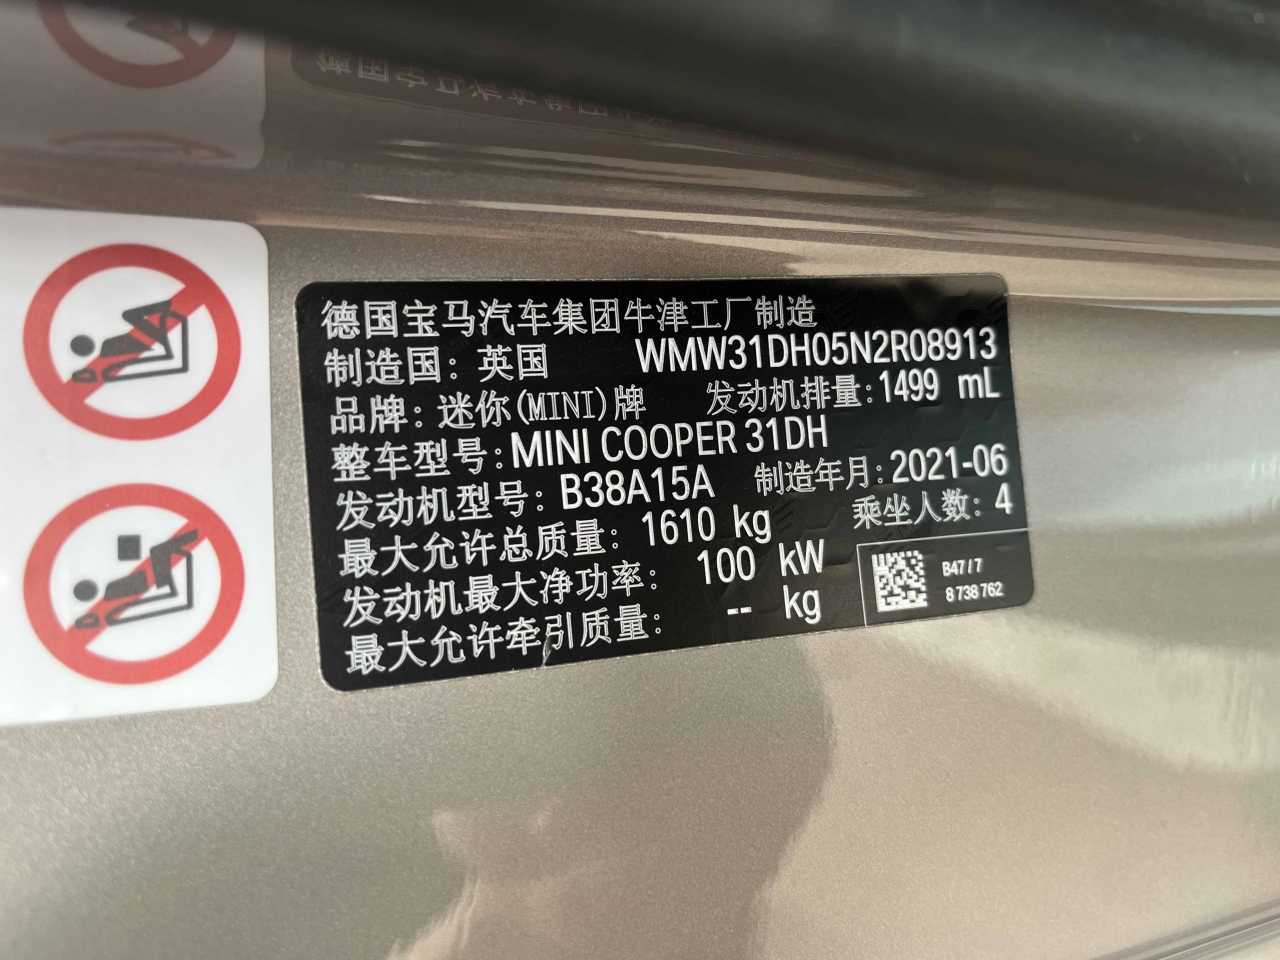 德国宝马汽车集团牛津工厂制造
制造国: 英国 WMW31DH05N2R08913
品牌: 迷你(MINI)牌 发动机排量: 1499 mL
整车型号: MINI COOPER 31DH
发动机型号: B38A15A 制造年月: 2021-06
最大允许总质量: 1610 kg 乘坐人数: 4
发动机最大净功率: 100 kW
最大允许牵引质量: -- kg
B47 / 7
8 738 762